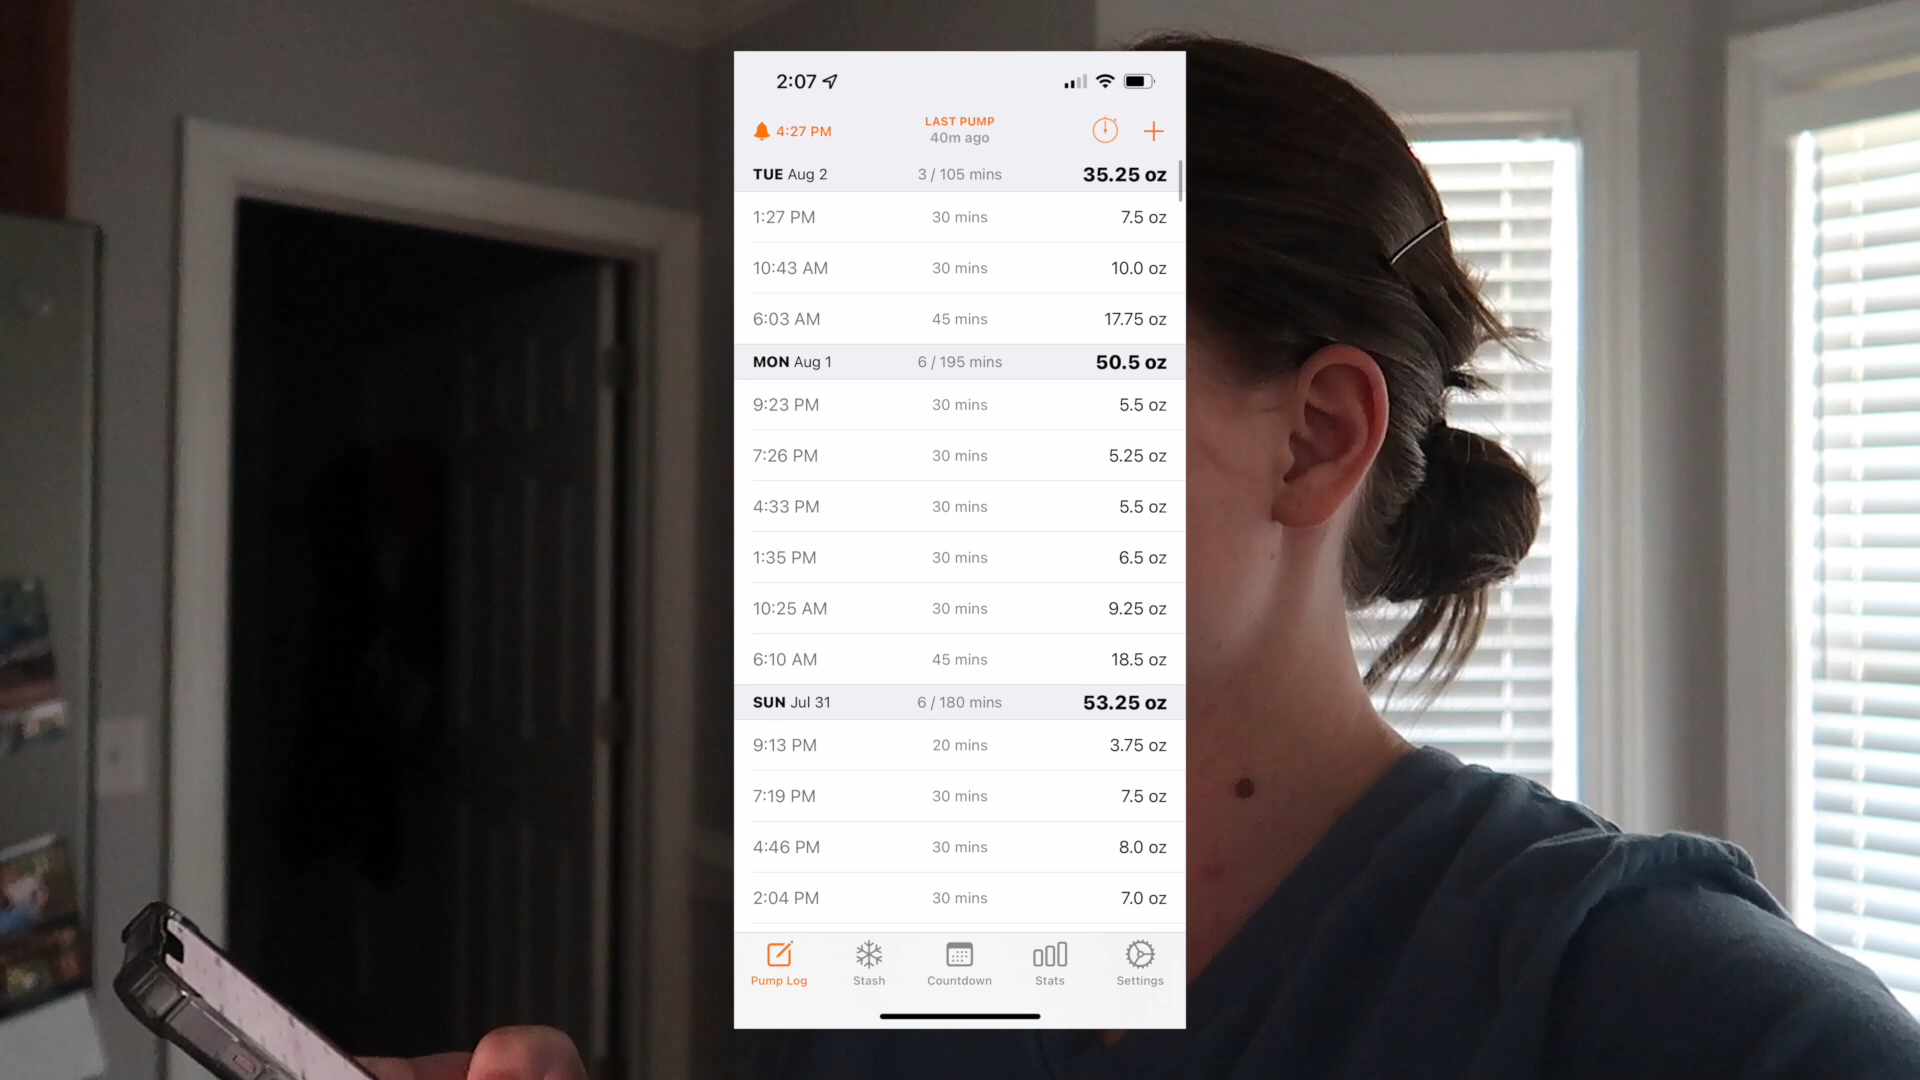 2:07
4:27 PM
LAST PUMP
40m ago
TUE Aug 2 3 / 105 mins 35.25 oz
1:27 PM 30 mins 7.5 oz
10:43 AM 30 mins 10.0 oz
6:03 AM 45 mins 17.75 oz
MON Aug 1 6 / 195 mins 50.5 oz
9:23 PM 30 mins 5.5 oz
7:26 PM 30 mins 5.25 oz
4:33 PM 30 mins 5.5 oz
1:35 PM 30 mins 6.5 oz
10:25 AM 30 mins 9.25 oz
6:10 AM 45 mins 18.5 oz
SUN Jul 31 6 / 180 mins 53.25 oz
9:13 PM 20 mins 3.75 oz
7:19 PM 30 mins 7.5 oz
4:46 PM 30 mins 8.0 oz
2:04 PM 30 mins 7.0 oz
Pump Log Stash Countdown Stats Settings